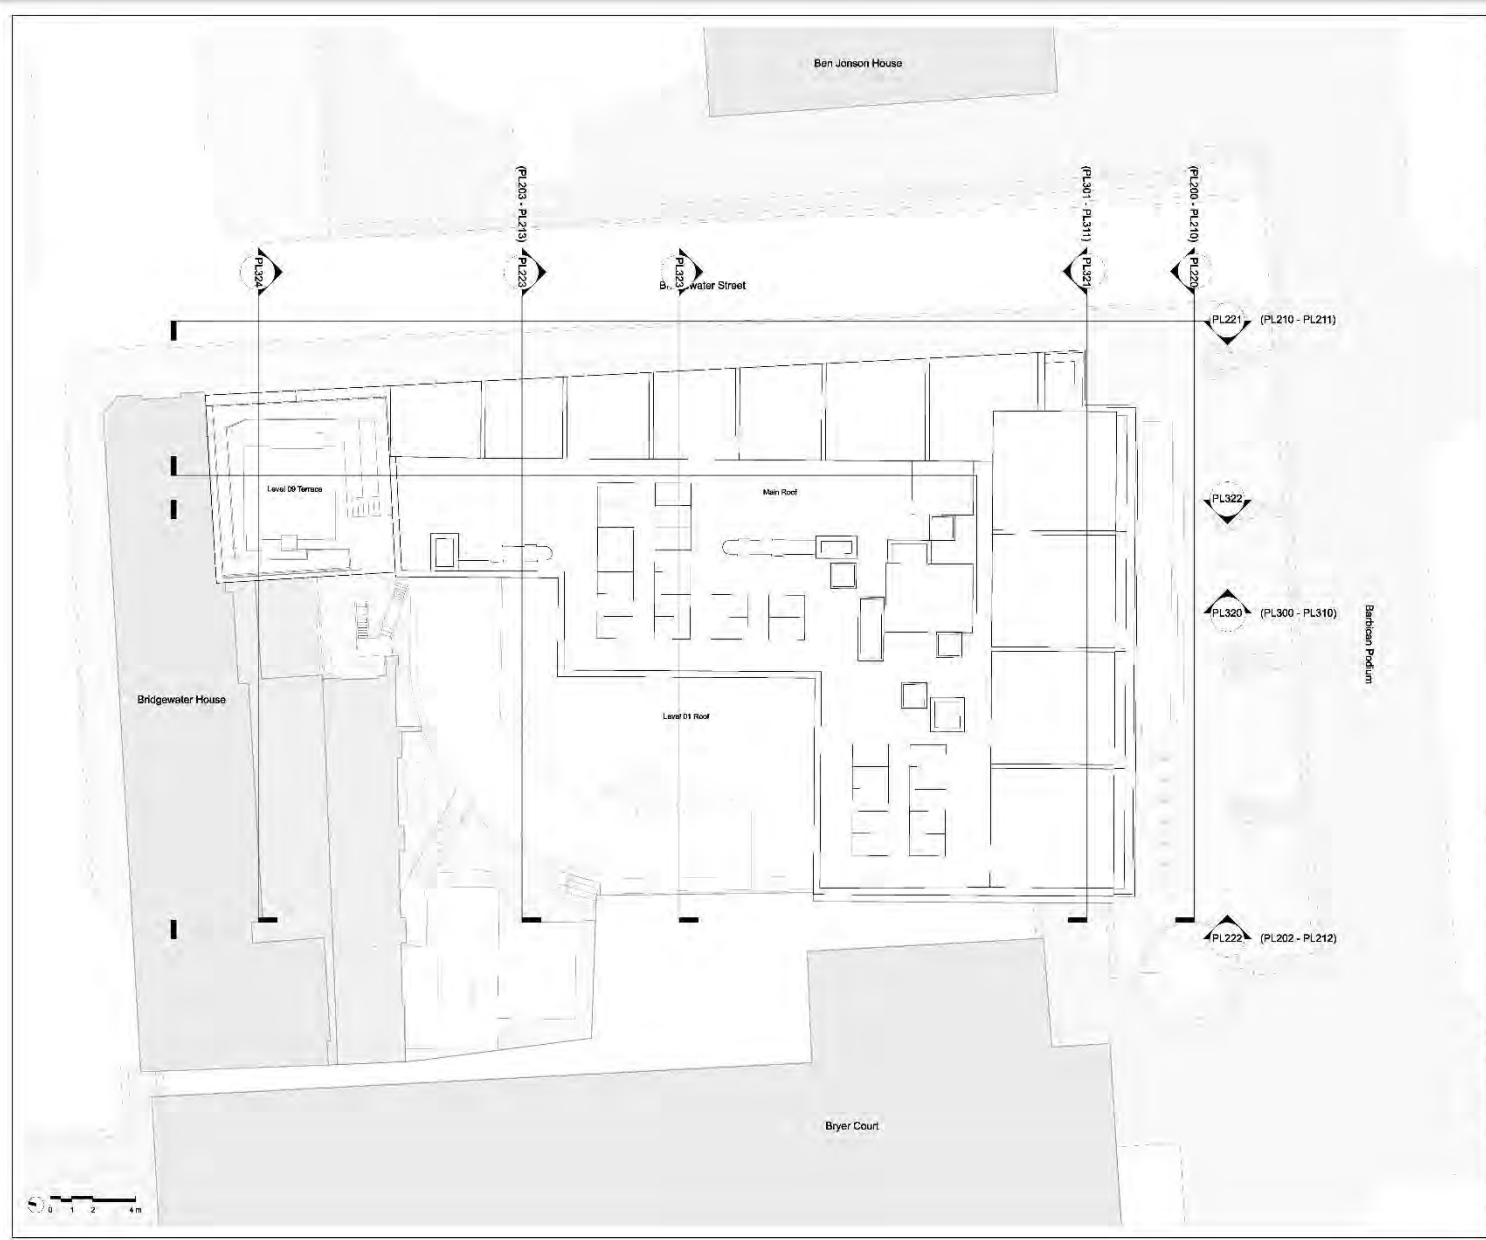 Ben Jonson House
(PL203 - PL213)
(PL301 - PL311)
(PL200 - PL210)
PL324
PL223
PL323
PL321
PL220
water Street
PL221 (PL210 - PL211)
Level 09 Terrace
Main Roof
PL322
PL320 (PL300 - PL310)
Barbican Podium
Bridgewater House
Level 01 Roof
PL222 (PL202 - PL212)
Bryer Court
0 1 2 4m